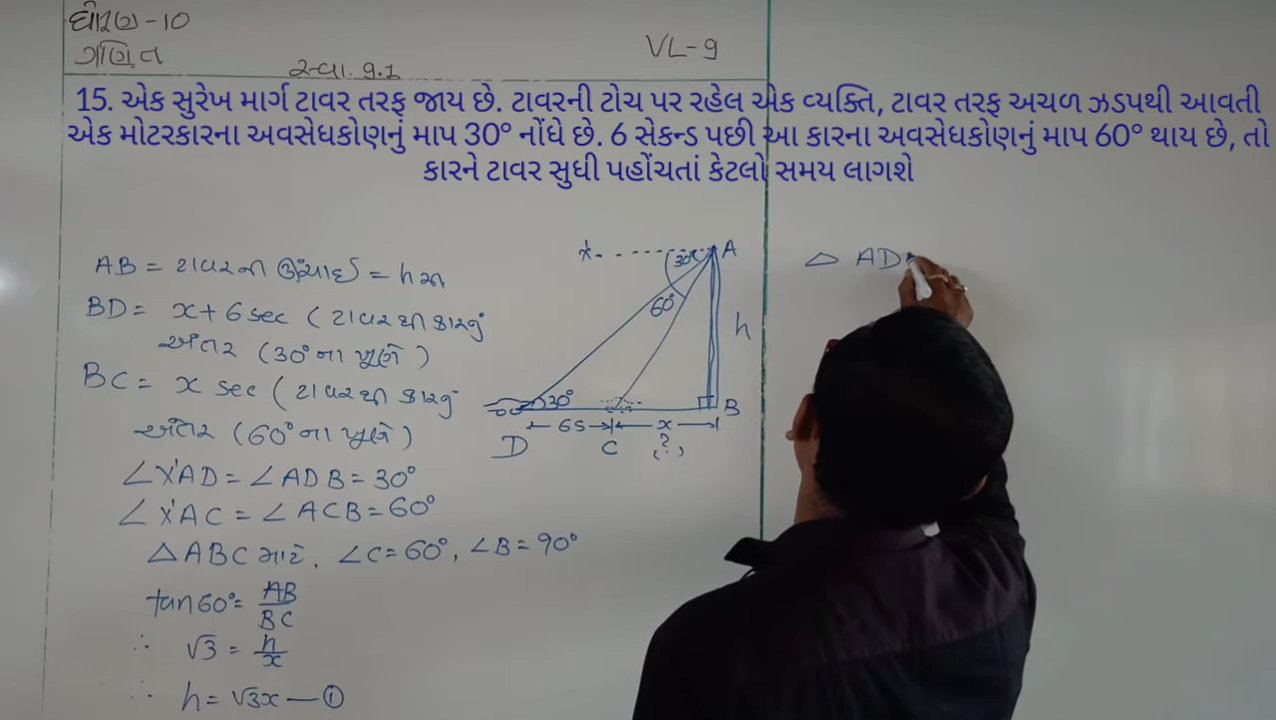 ધોરણ - 10
ગણિત
સ્વા. 9.1
VL-9
15. એક સુરેખ માર્ગ ટાવર તરફ જાય છે. ટાવરની ટોચ પર રહેલ એક વ્યક્તિ, ટાવર તરફ અચળ ઝડપથી આવતી
એક મોટરકારના અવસેધકોણનું માપ 30° નોંધે છે. 6 સેકન્ડ પછી આ કારના અવસેધકોણનું માપ 60° થાય છે, તો
કારને ટાવર સુધી પહોંચતાં કેટલો સમય લાગશે
AB = ટાવરની ઊંચાઈ = h મી
BD = x + 6 sec ( ટાવરથી કારનું
અંતર (30° ના ખૂણે )
BC = x sec ( ટાવરથી કારનું
અંતર (60° ના ખૂણે )
∠X'AD = ∠ADB = 30°
∠X'AC = ∠ACB = 60°
△ABC માટે, ∠C = 60°, ∠B = 90°
tan 60° = AB/BC
∴ √3 = h/x
∴ h = √3x — ①
A
30°
60°
h
30°
B
6S
x
D
C
(?)
△ AD